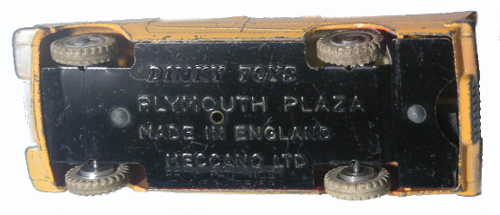 DINKY TOYS
PLYMOUTH PLAZA
MADE IN ENGLAND
MECCANO LTD